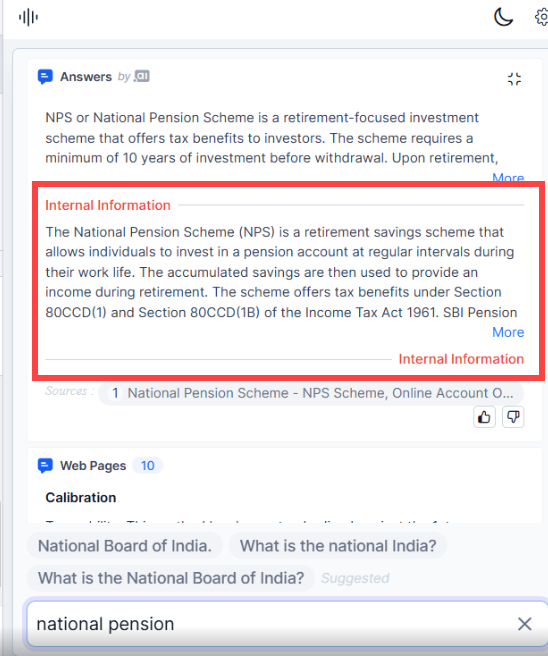 Answers by .ai
NPS or National Pension Scheme is a retirement-focused investment
scheme that offers tax benefits to investors. The scheme requires a
minimum of 10 years of investment before withdrawal. Upon retirement,
More
Internal Information
The National Pension Scheme (NPS) is a retirement savings scheme that
allows individuals to invest in a pension account at regular intervals during
their work life. The accumulated savings are then used to provide an
income during retirement. The scheme offers tax benefits under Section
80CCD(1) and Section 80CCD(1B) of the Income Tax Act 1961. SBI Pension
More
Internal Information
Sources : 1 National Pension Scheme - NPS Scheme, Online Account O...
Web Pages 10
Calibration
National Board of India. What is the national India?
What is the National Board of India? Suggested
national pension